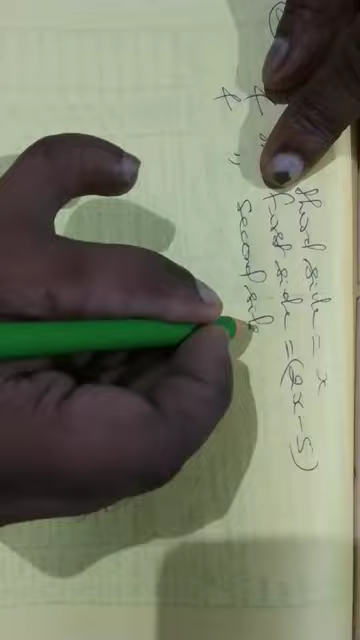 third side = x
" first side = (2x-5)
" second side